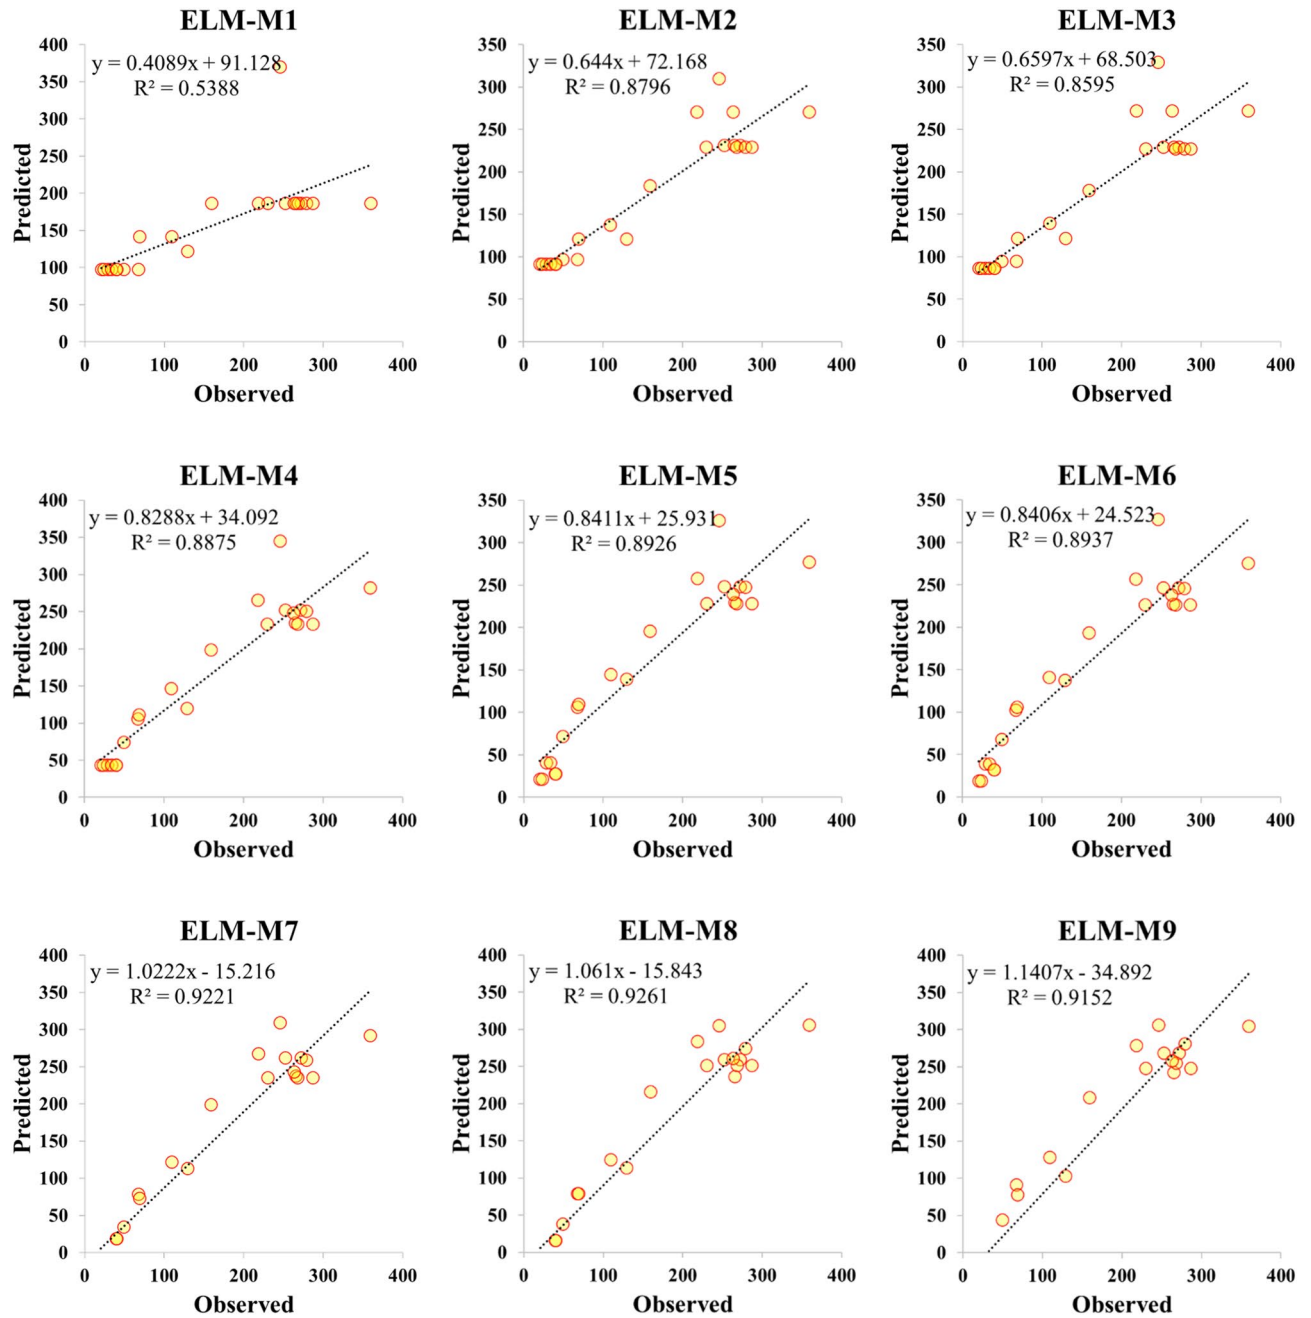 ELM-M1
y = 0.4089x + 91.128
R² = 0.5388
400
350
300
250
200
150
100
50
0
Predicted
0 100 200 300 400
Observed
ELM-M2
y = 0.644x + 72.168
R² = 0.8796
350
300
250
200
150
100
50
0
Predicted
0 100 200 300 400
Observed
ELM-M3
y = 0.6597x + 68.503
R² = 0.8595
350
300
250
200
150
100
50
0
Predicted
0 100 200 300 400
Observed
ELM-M4
y = 0.8288x + 34.092
R² = 0.8875
400
350
300
250
200
150
100
50
0
Predicted
0 100 200 300 400
Observed
ELM-M5
y = 0.8411x + 25.931
R² = 0.8926
350
300
250
200
150
100
50
0
Predicted
0 100 200 300 400
Observed
ELM-M6
y = 0.8406x + 24.523
R² = 0.8937
350
300
250
200
150
100
50
0
Predicted
0 100 200 300 400
Observed
ELM-M7
y = 1.0222x - 15.216
R² = 0.9221
400
350
300
250
200
150
100
50
0
Predicted
0 100 200 300 400
Observed
ELM-M8
y = 1.061x - 15.843
R² = 0.9261
400
350
300
250
200
150
100
50
0
Predicted
0 100 200 300 400
Observed
ELM-M9
y = 1.1407x - 34.892
R² = 0.9152
400
350
300
250
200
150
100
50
0
Predicted
0 100 200 300 400
Observed